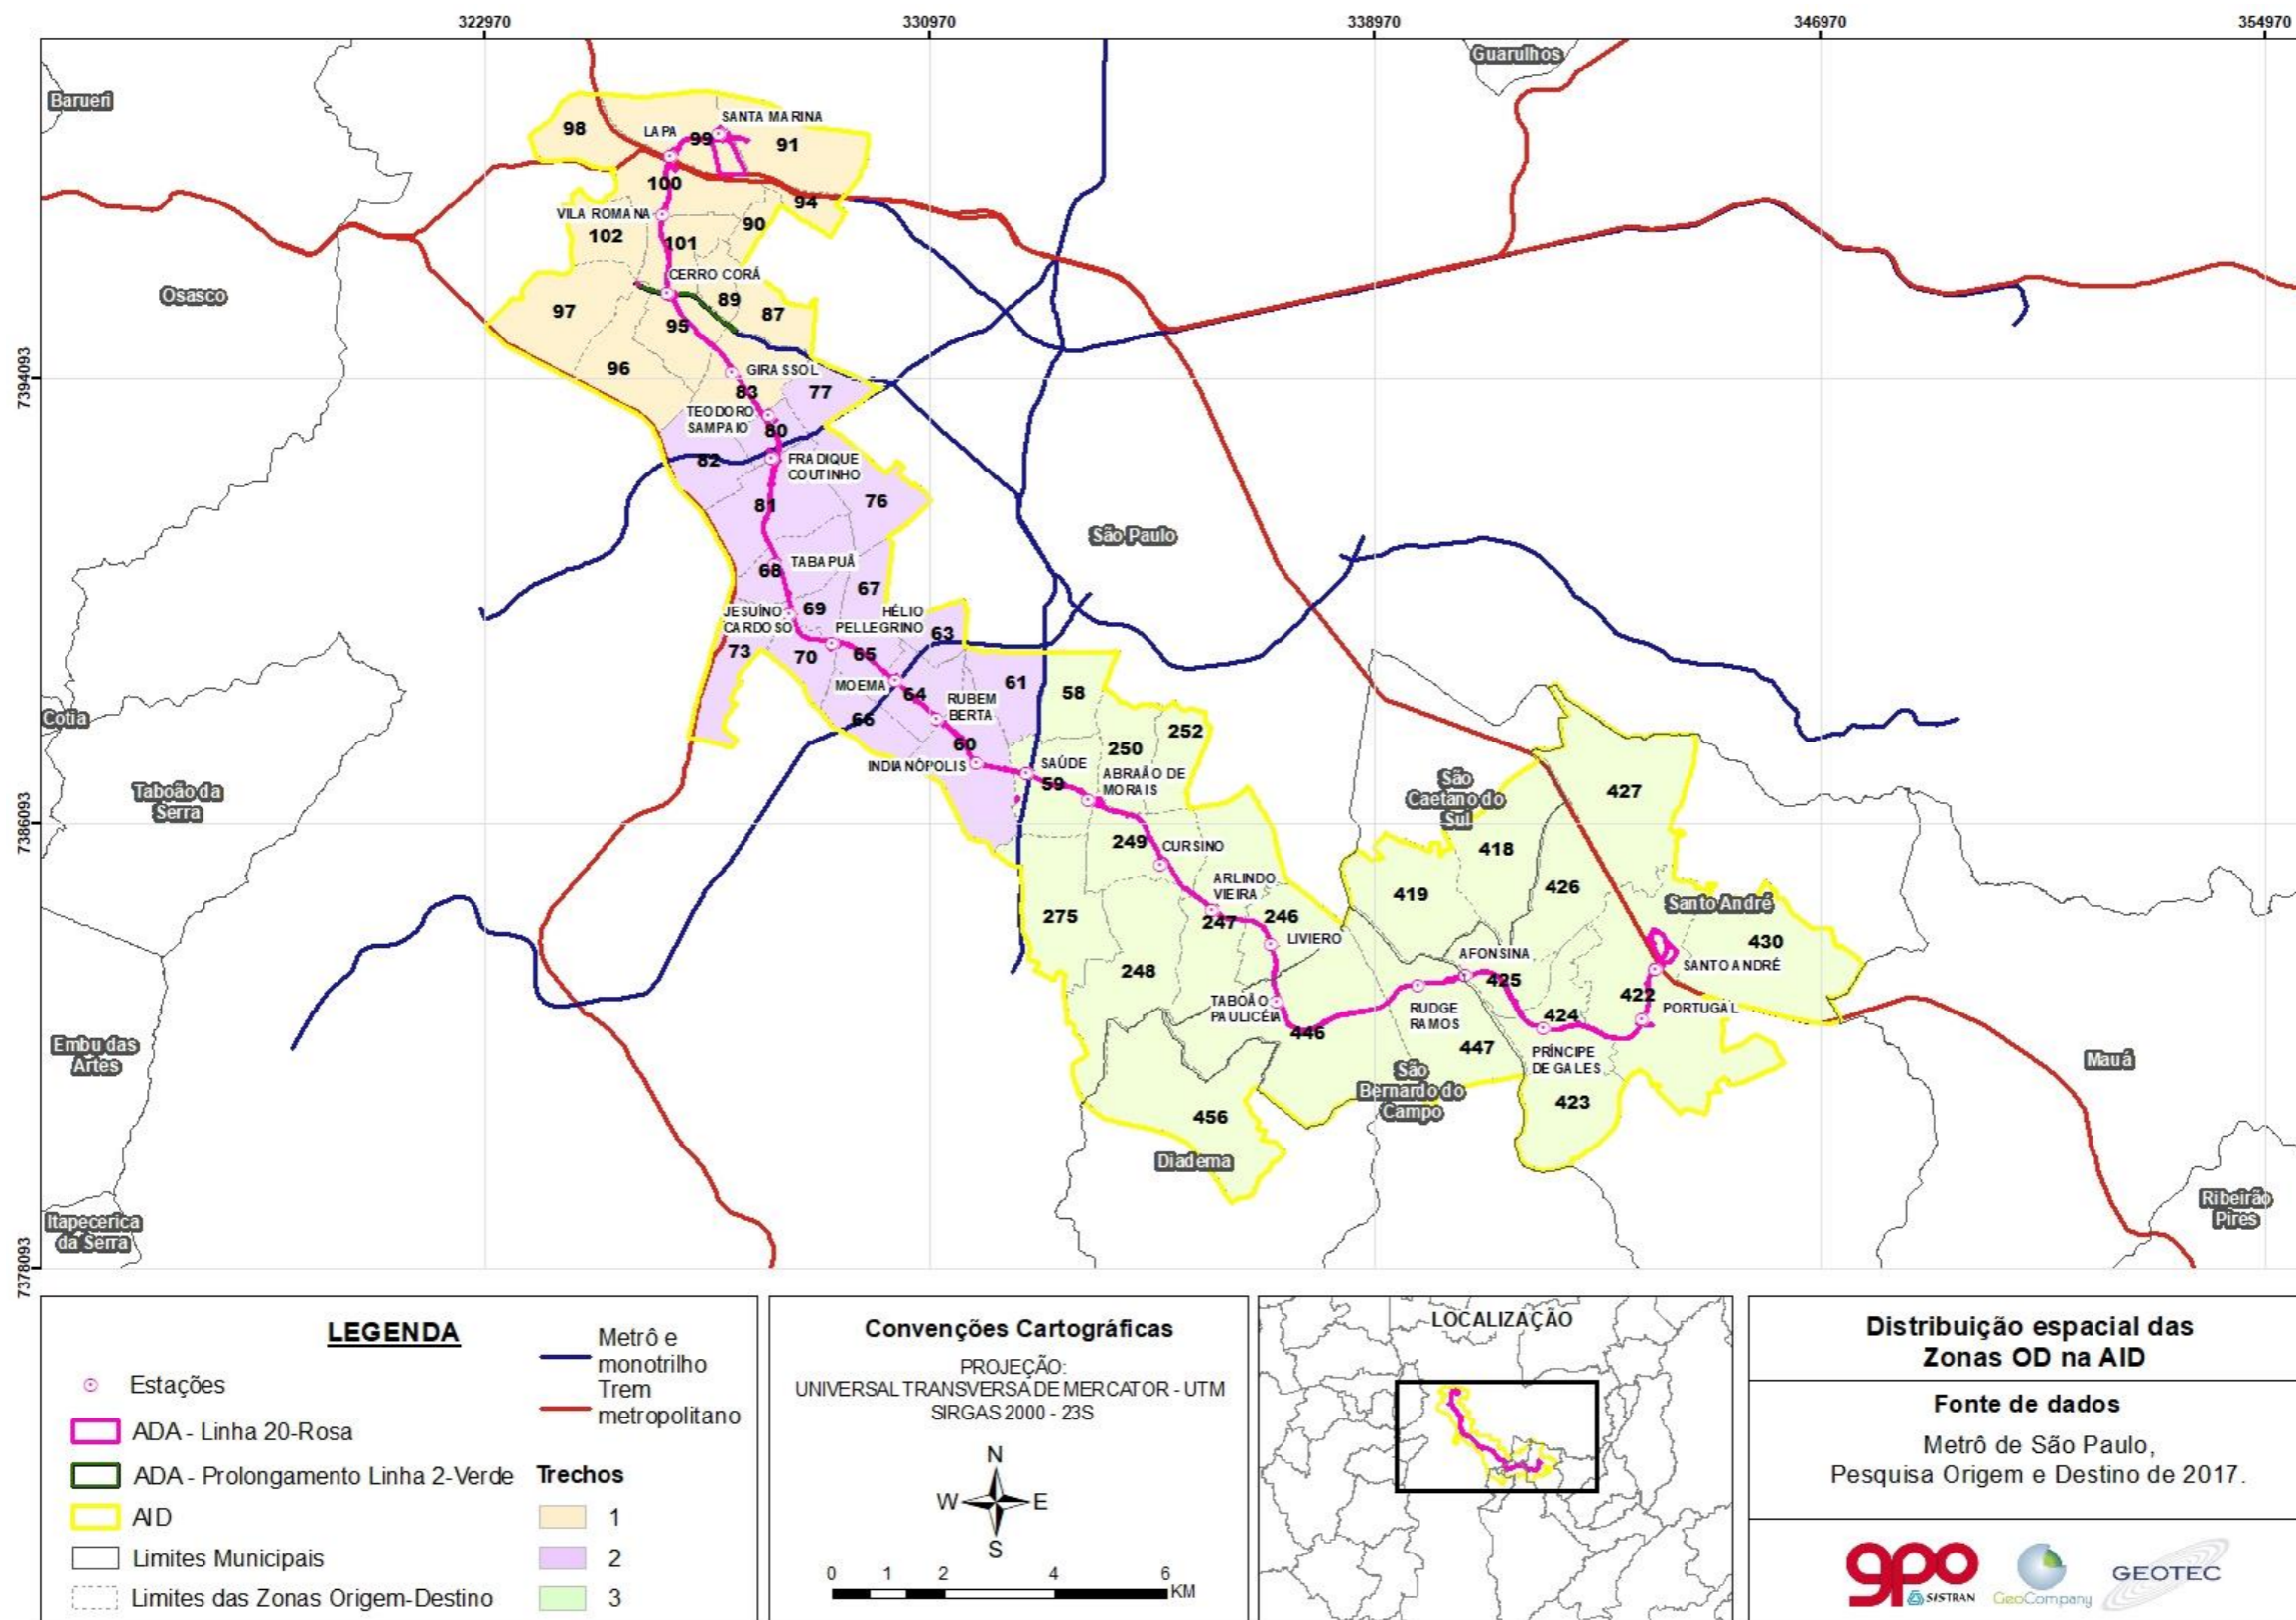 322970
330970
338970
346970
354970
Guarulhos
Barueri
98
LAPA
99
SANTA MARINA
91
100
94
VILA ROMANA
102
101
90
CERRO CORÁ
Osasco
97
95
89
87
7394093
96
GIRASSOL
83
77
TEODORO
SAMPAIO
80
82
FRADIQUE
COUTINHO
81
76
São Paulo
TABAPUÃ
68
67
JESUÍNO
CARDOSO
69
HÉLIO
PELLEGRINO
63
73
70
65
MOEMA
64
RUBEM
BERTA
61
58
66
Cotia
252
250
60
INDIANÓPOLIS
SAÚDE
59
ABRAÃO DE
MORAIS
Taboão da
Serra
São
Caetano do
Sul
427
7386093
249
CURSINO
418
ARLINDO
VIEIRA
419
426
275
247
246
LIVIERO
Santo André
430
248
AFONSINA
425
SANTO ANDRÉ
422
TABOÃO
PAULICÉIA
446
RUDGE
RAMOS
447
424
PORTUGAL
PRÍNCIPE
DE GALES
Embu das
Artes
São
Bernardo do
Campo
423
Mauá
456
Diadema
Itapecerica
da Serra
Ribeirão
Pires
7378093
LEGENDA
Estações
ADA - Linha 20-Rosa
ADA - Prolongamento Linha 2-Verde
AID
Limites Municipais
Limites das Zonas Origem-Destino
Metrô e
monotrilho
Trem
metropolitano
Trechos
1
2
3
Convenções Cartográficas
PROJEÇÃO:
UNIVERSAL TRANSVERSA DE MERCATOR - UTM
SIRGAS 2000 - 23S
N
W E
S
0 1 2 4 6
KM
LOCALIZAÇÃO
Distribuição espacial das
Zonas OD na AID
Fonte de dados
Metrô de São Paulo,
Pesquisa Origem e Destino de 2017.
gpo
SISTRAN
GeoCompany
GEOTEC